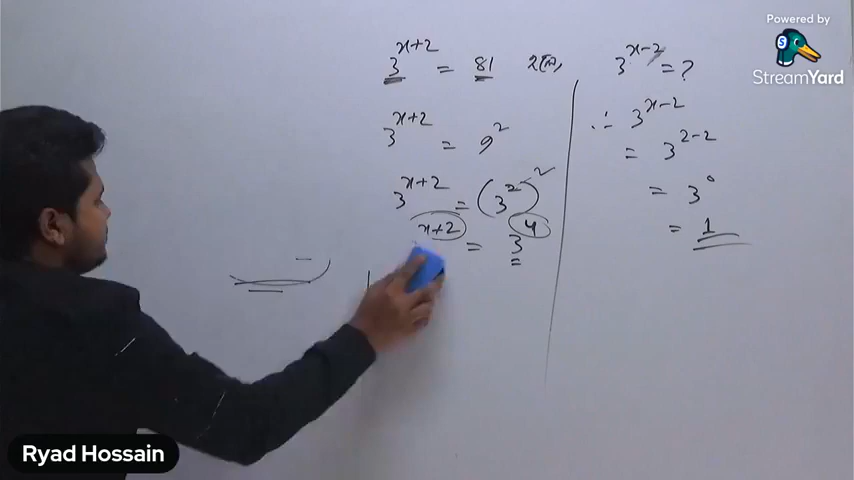 Powered by
StreamYard
3^{x+2} = 81 হলে, 3^{x-2} = ?
3^{x+2} = 9^2
3^{x+2} = (3^2)^2
x+2 = 3^4
∴ 3^{x-2}
= 3^{2-2}
= 3^0
= 1
Ryad Hossain